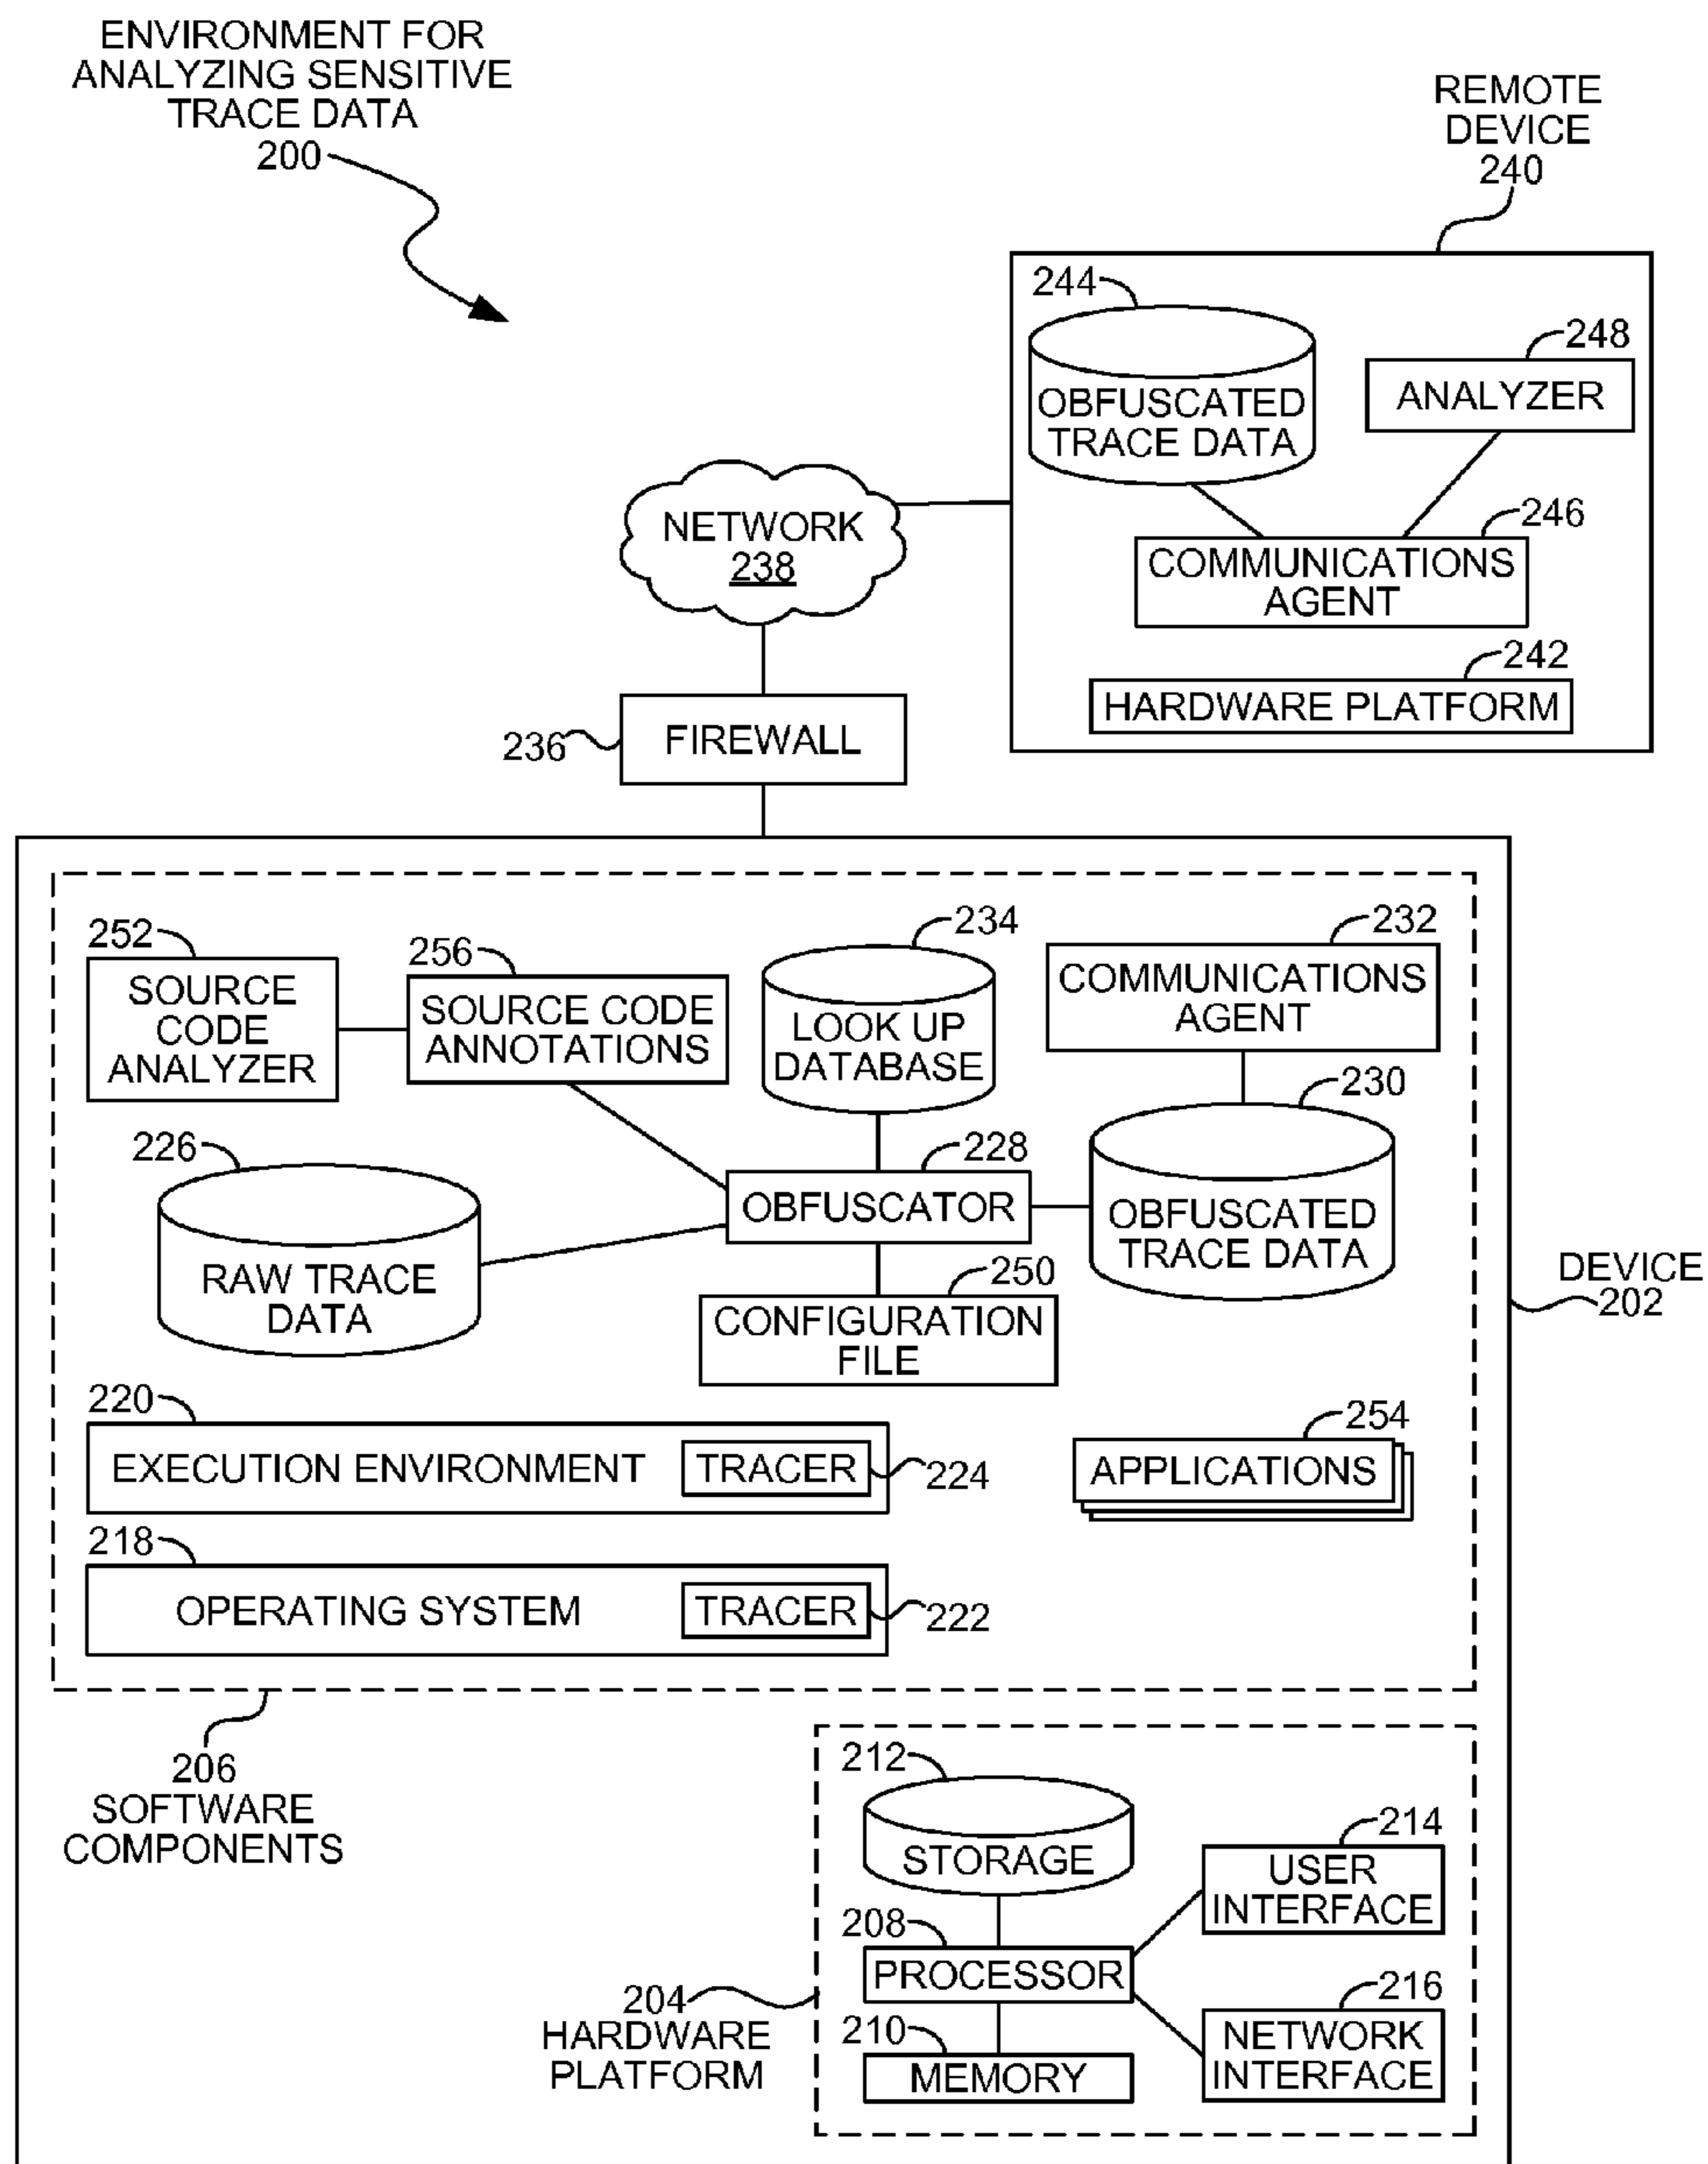 ENVIRONMENT FOR
ANALYZING SENSITIVE
TRACE DATA
200
REMOTE
DEVICE
240
244
OBFUSCATED
TRACE DATA
248
ANALYZER
246
COMMUNICATIONS
AGENT
242
HARDWARE PLATFORM
NETWORK
238
236
FIREWALL
252
SOURCE
CODE
ANALYZER
256
SOURCE CODE
ANNOTATIONS
234
LOOK UP
DATABASE
232
COMMUNICATIONS
AGENT
230
OBFUSCATED
TRACE DATA
226
RAW TRACE
DATA
228
OBFUSCATOR
250
CONFIGURATION
FILE
DEVICE
202
220
EXECUTION ENVIRONMENT
TRACER
224
254
APPLICATIONS
218
OPERATING SYSTEM
TRACER
222
206
SOFTWARE
COMPONENTS
212
STORAGE
214
USER
INTERFACE
208
PROCESSOR
204
HARDWARE
PLATFORM
216
NETWORK
INTERFACE
210
MEMORY